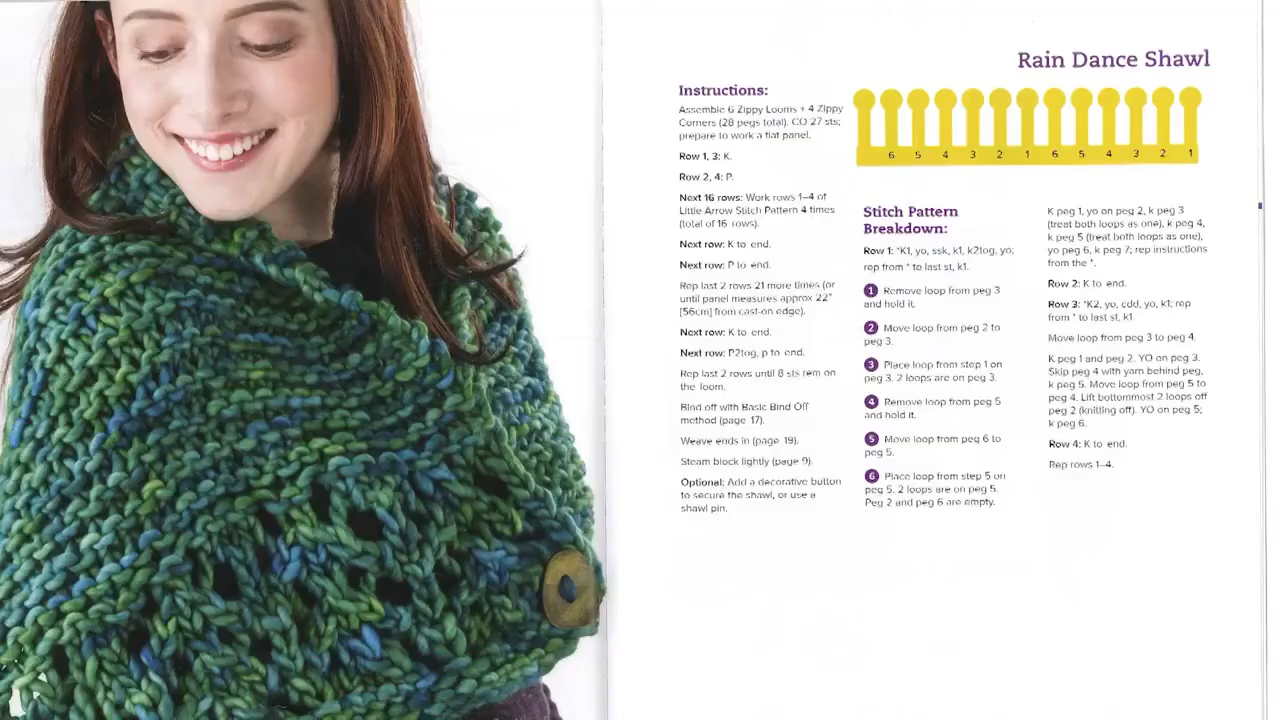 Rain Dance Shawl
Instructions:
Assemble 6 Zippy Looms + 4 Zippy
Corners (28 pegs total). CO 27 sts;
prepare to work a flat panel.
Row 1, 3: K.
Row 2, 4: P.
Next 16 rows: Work rows 1–4 of
Little Arrow Stitch Pattern 4 times
(total of 16 rows).
Next row: K to end.
Next row: P to end.
Rep last 2 rows 21 more times (or
until panel measures approx 22"
[56cm] from cast-on edge).
Next row: K to end.
Next row: P2tog, p to end.
Rep last 2 rows until 8 sts rem on
the loom.
Bind off with Basic Bind Off
method (page 17).
Weave ends in (page 19).
Steam block lightly (page 9).
Optional: Add a decorative button
to secure the shawl, or use a
shawl pin.
6 5 4 3 2 1 6 5 4 3 2 1
Stitch Pattern
Breakdown:
Row 1: *K1, yo, ssk, k1, k2tog, yo;
rep from * to last st, k1.
1 Remove loop from peg 3
and hold it.
2 Move loop from peg 2 to
peg 3.
3 Place loop from step 1 on
peg 3. 2 loops are on peg 3.
4 Remove loop from peg 5
and hold it.
5 Move loop from peg 6 to
peg 5.
6 Place loop from step 5 on
peg 5. 2 loops are on peg 5.
Peg 2 and peg 6 are empty.
K peg 1, yo on peg 2, k peg 3
(treat both loops as one), k peg 4,
k peg 5 (treat both loops as one),
yo peg 6, k peg 7; rep instructions
from the *.
Row 2: K to end.
Row 3: *K2, yo, cdd, yo, k1; rep
from * to last st, k1
Move loop from peg 3 to peg 4.
K peg 1 and peg 2. YO on peg 3.
Skip peg 4 with yarn behind peg,
k peg 5. Move loop from peg 5 to
peg 4. Lift bottommost 2 loops off
peg 2 (knitting off). YO on peg 5;
k peg 6.
Row 4: K to end.
Rep rows 1–4.